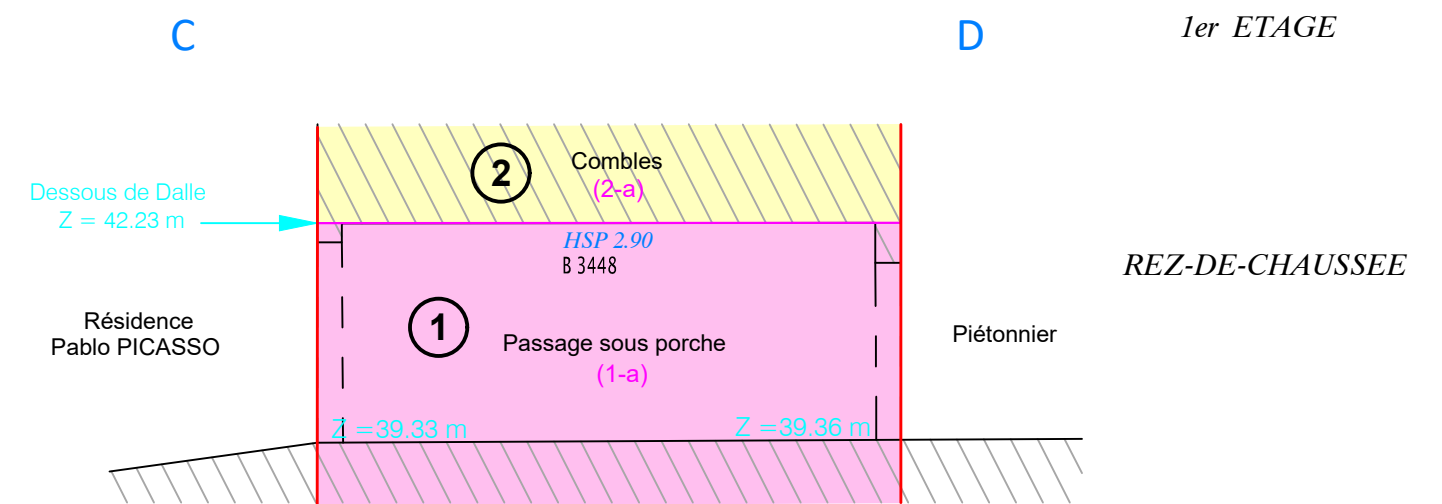 C
D
1er ETAGE
2
Combles
(2-a)
Dessous de Dalle
Z = 42.23 m
HSP 2.90
B 3448
REZ-DE-CHAUSSEE
Résidence
Pablo PICASSO
1
Passage sous porche
(1-a)
Piétonnier
Z =39.33 m
Z =39.36 m